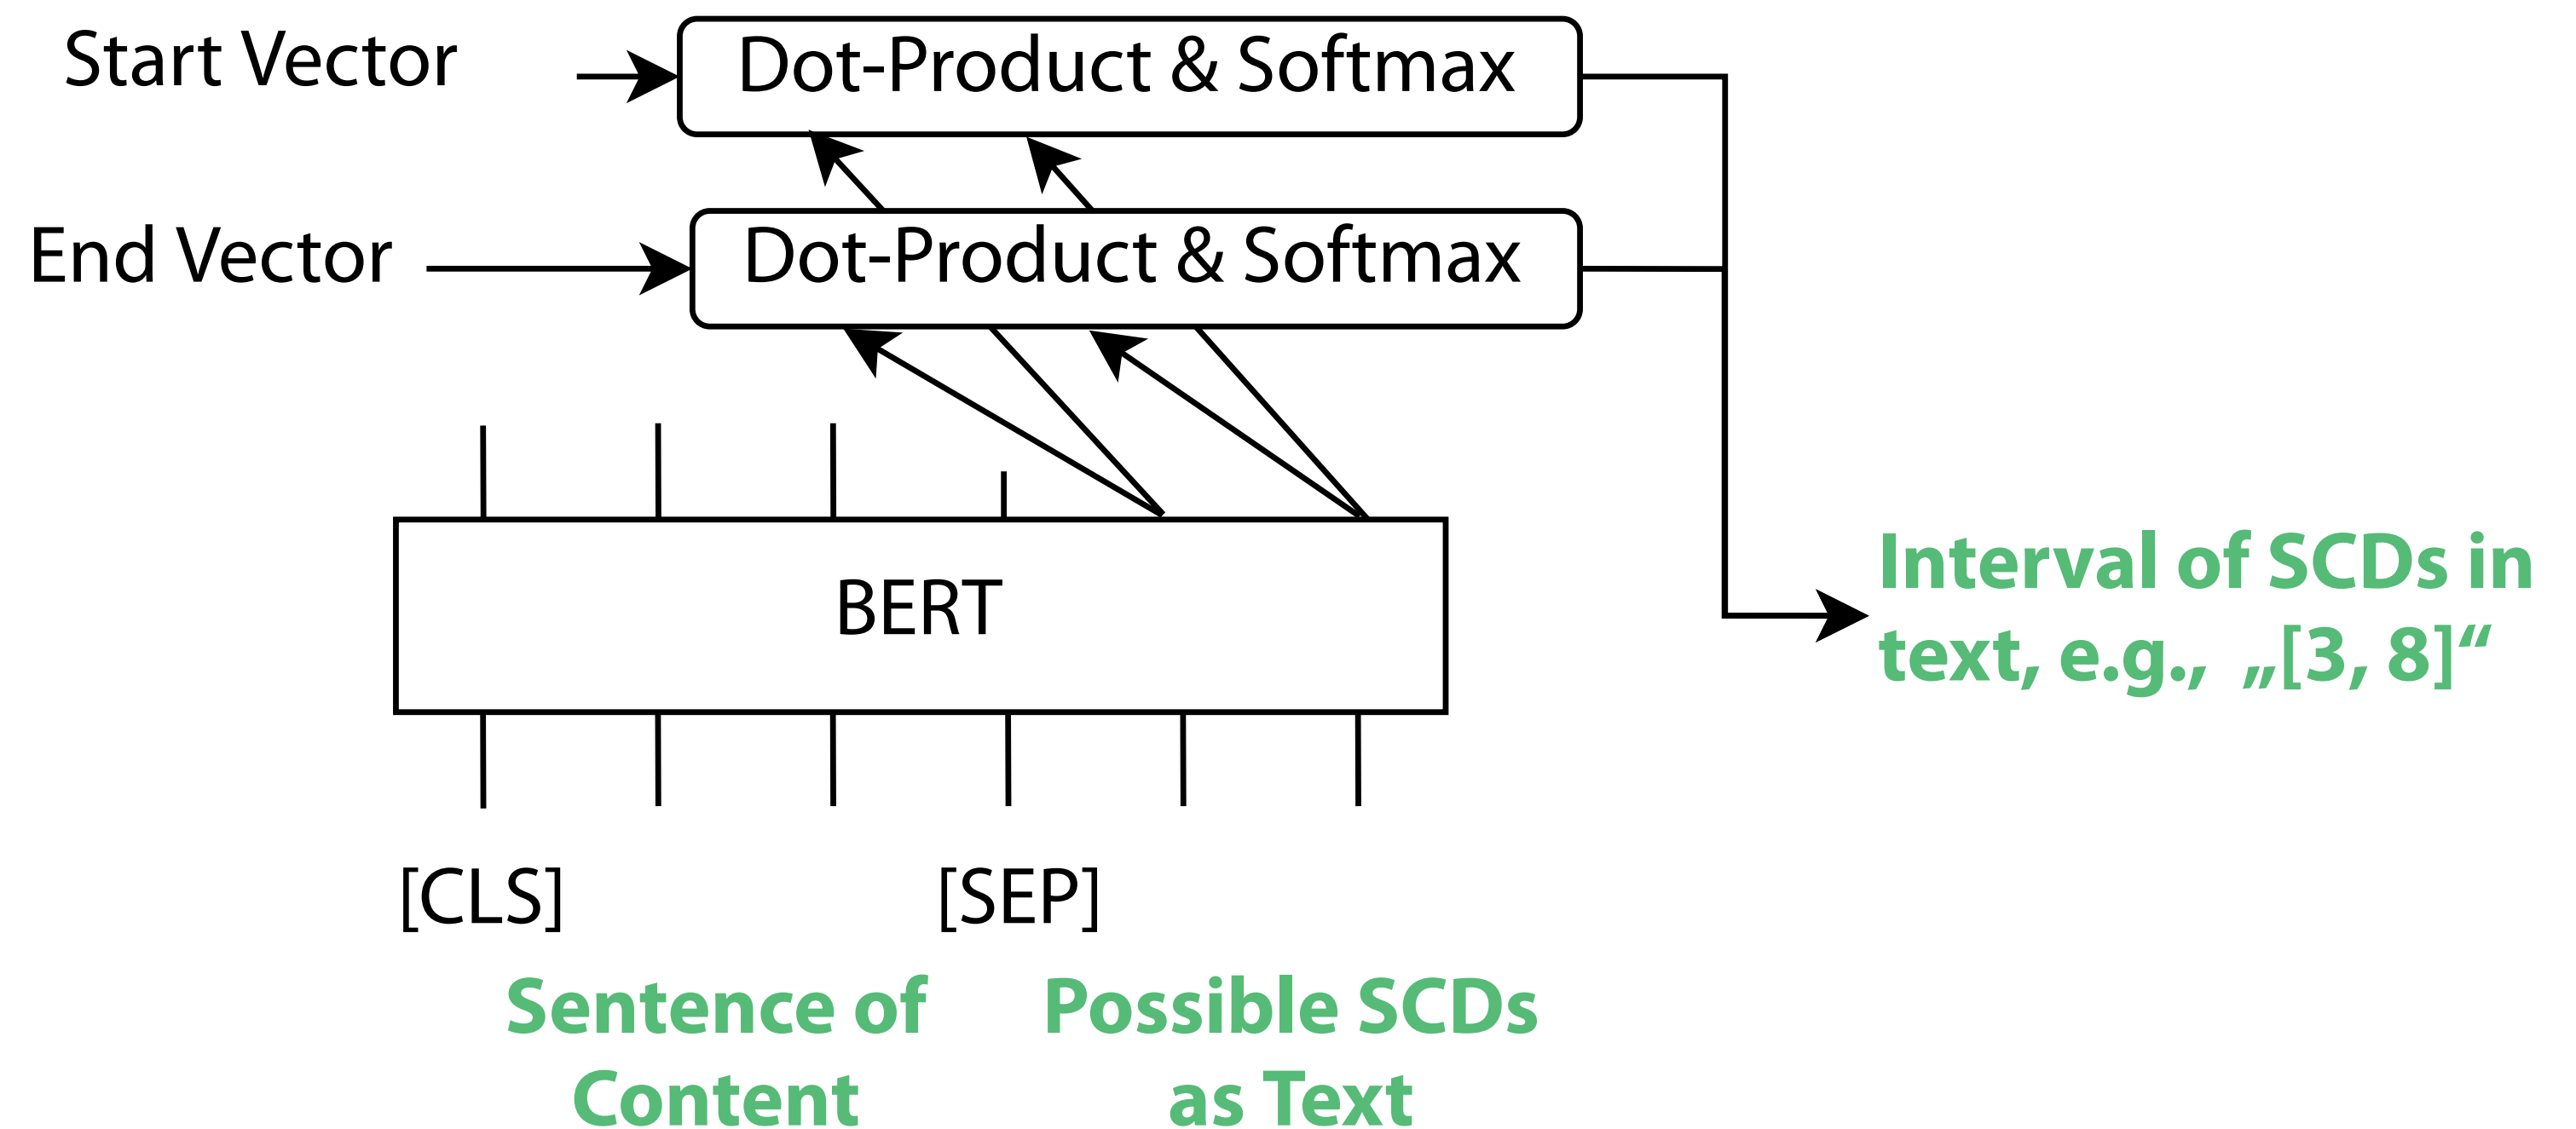 Start Vector
Dot-Product & Softmax
End Vector
Dot-Product & Softmax
BERT
Interval of SCDs in
text, e.g., „[3, 8]“
[CLS]
[SEP]
Sentence of
Content
Possible SCDs
as Text